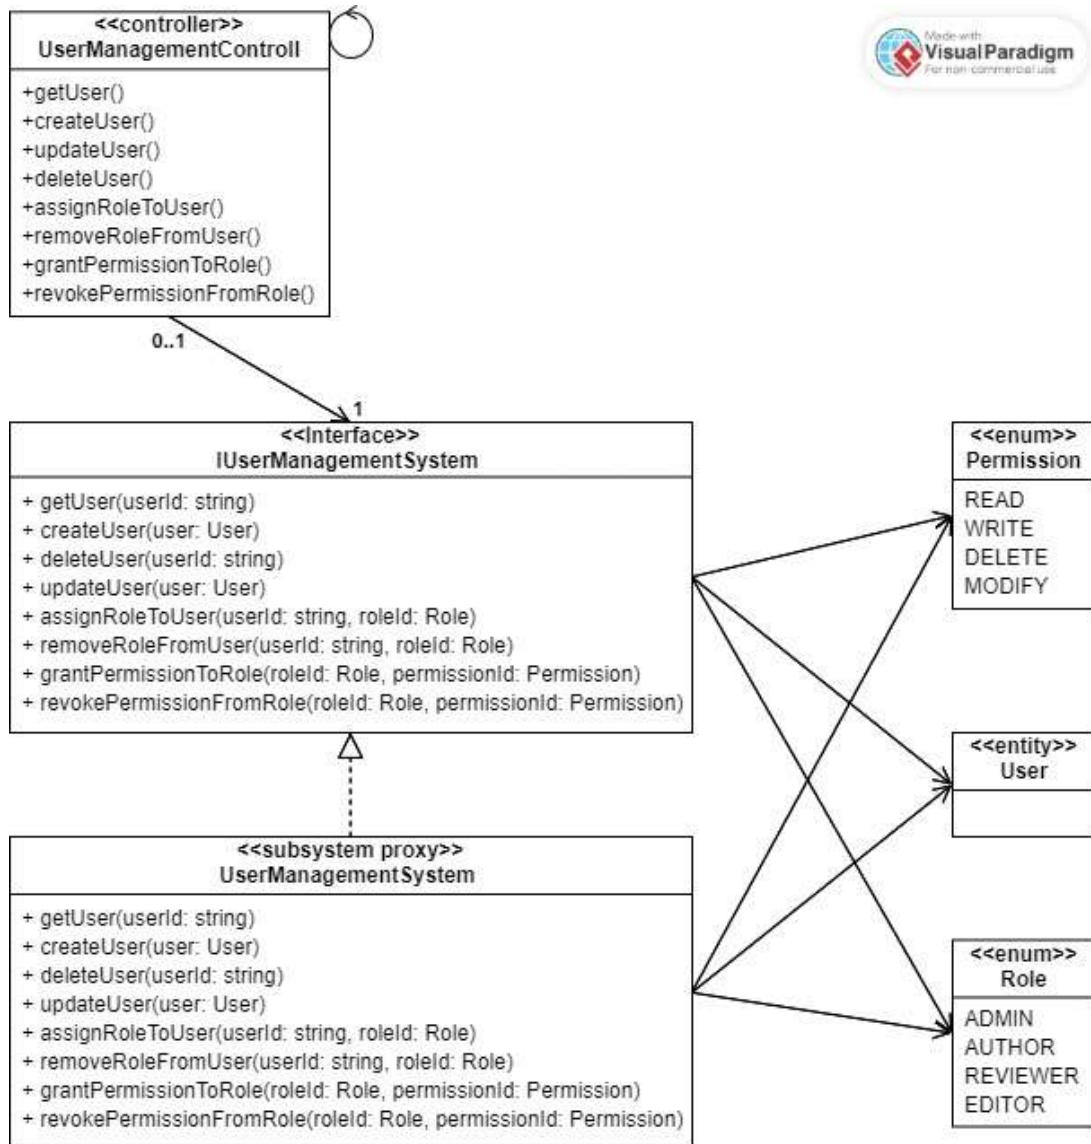 <<controller>>
UserManagementControll
+getUser()
+createUser()
+updateUser()
+deleteUser()
+assignRoleToUser()
+removeRoleFromUser()
+grantPermissionToRole()
+revokePermissionFromRole()
Made with
VisualParadigm
For non-commercial use
0..1
1
<<Interface>>
IUserManagementSystem
+ getUser(userId: string)
+ createUser(user: User)
+ deleteUser(userId: string)
+ updateUser(user: User)
+ assignRoleToUser(userId: string, roleId: Role)
+ removeRoleFromUser(userId: string, roleId: Role)
+ grantPermissionToRole(roleId: Role, permissionId: Permission)
+ revokePermissionFromRole(roleId: Role, permissionId: Permission)
<<enum>>
Permission
READ
WRITE
DELETE
MODIFY
<<entity>>
User
<<subsystem proxy>>
UserManagementSystem
+ getUser(userId: string)
+ createUser(user: User)
+ deleteUser(userId: string)
+ updateUser(user: User)
+ assignRoleToUser(userId: string, roleId: Role)
+ removeRoleFromUser(userId: string, roleId: Role)
+ grantPermissionToRole(roleId: Role, permissionId: Permission)
+ revokePermissionFromRole(roleId: Role, permissionId: Permission)
<<enum>>
Role
ADMIN
AUTHOR
REVIEWER
EDITOR